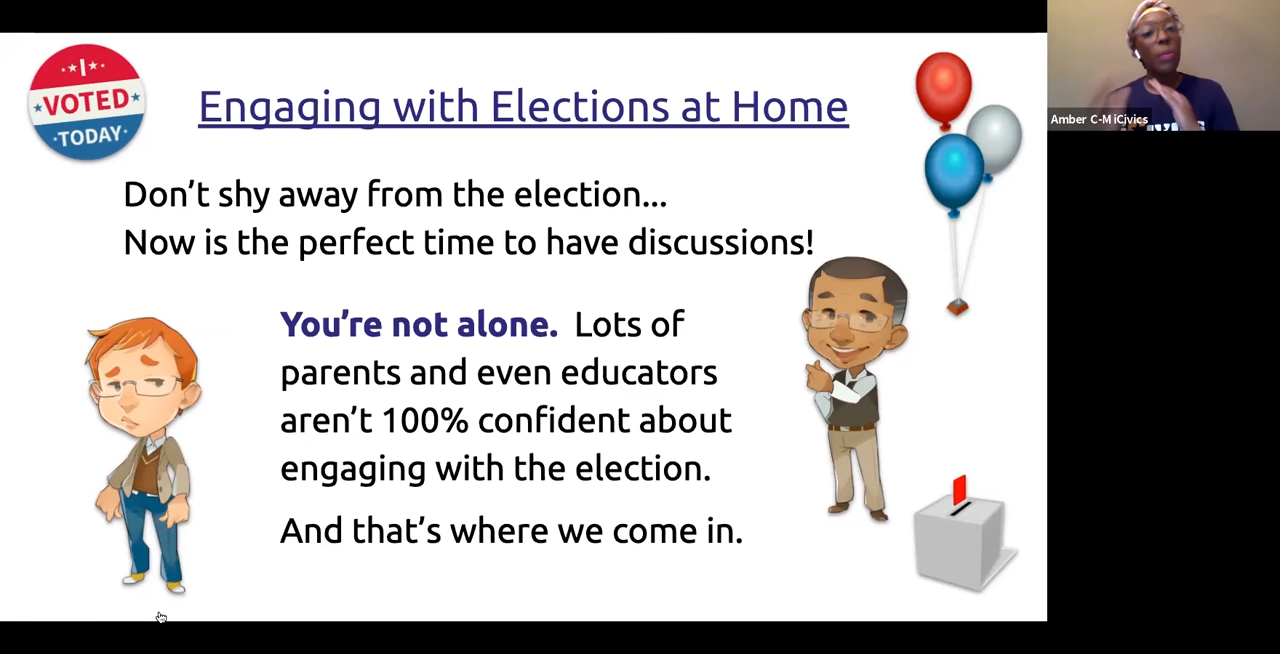 I
VOTED
TODAY
Engaging with Elections at Home
Don't shy away from the election...
Now is the perfect time to have discussions!
You're not alone. Lots of
parents and even educators
aren't 100% confident about
engaging with the election.
And that's where we come in.
Amber C-M iCivics